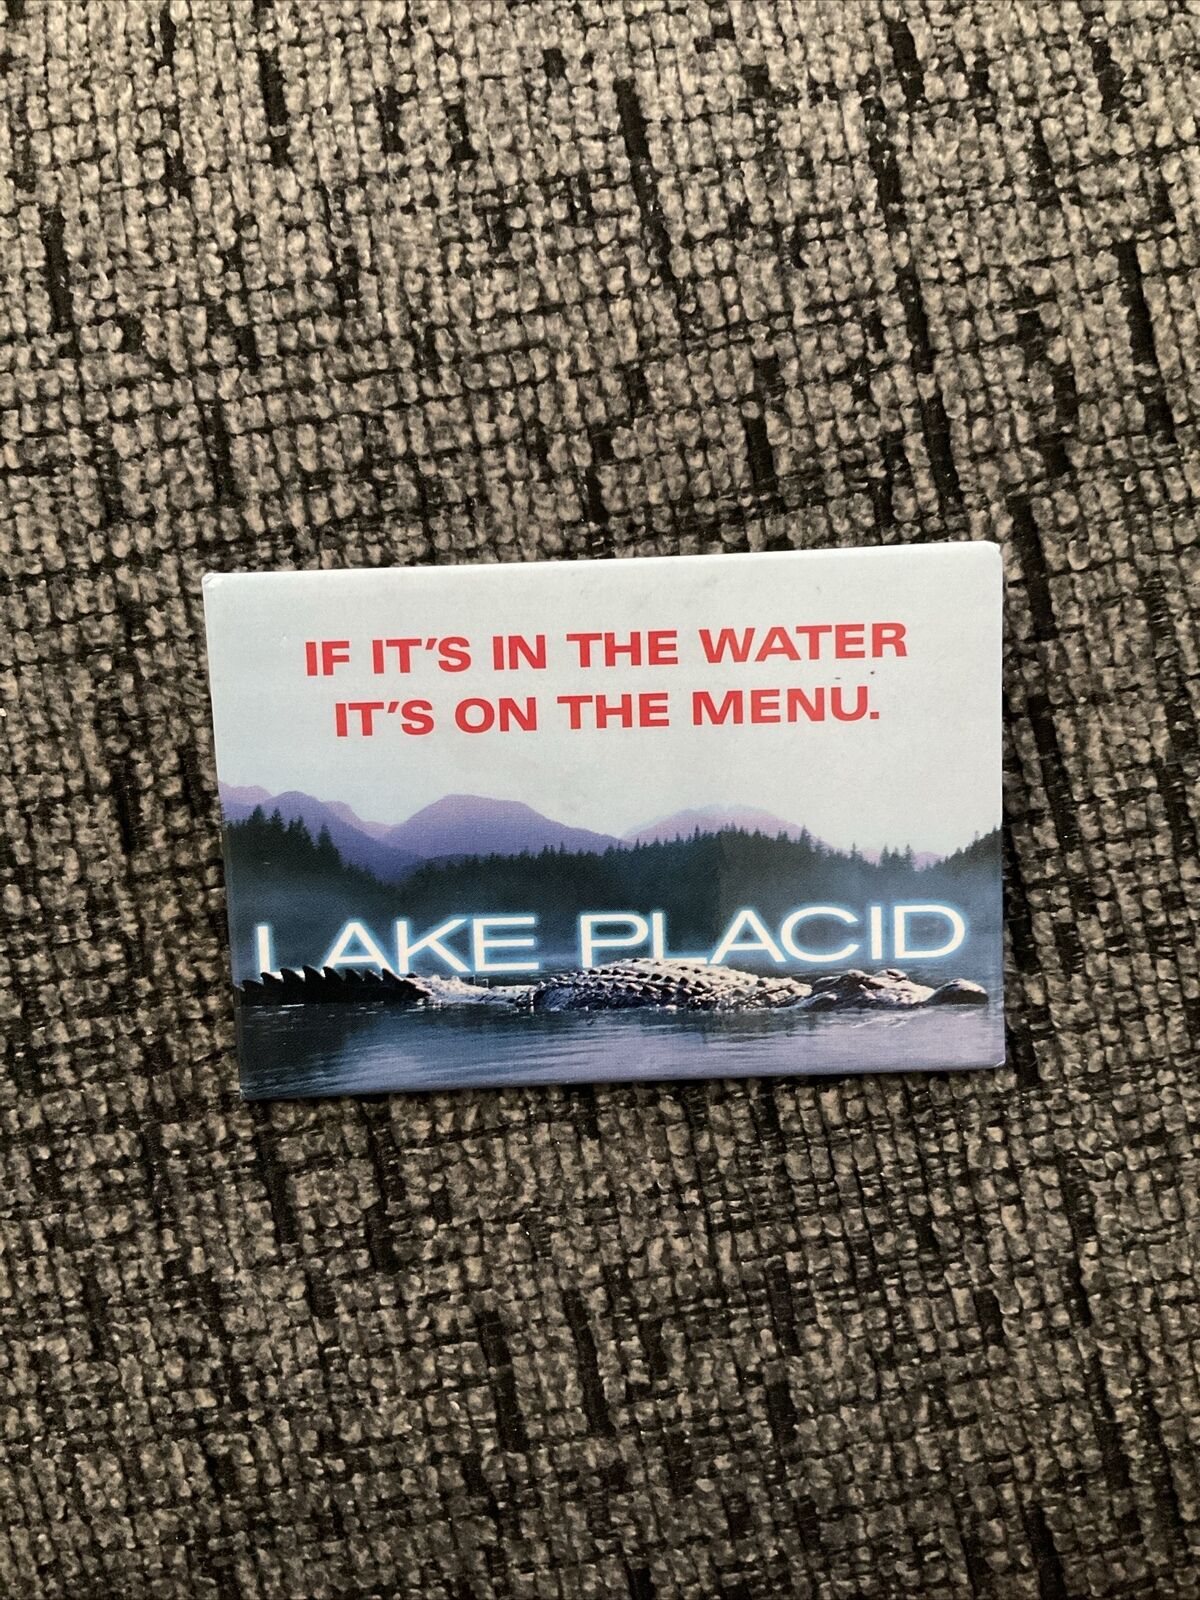 IF IT'S IN THE WATER
IT'S ON THE MENU.
LAKE PLACID